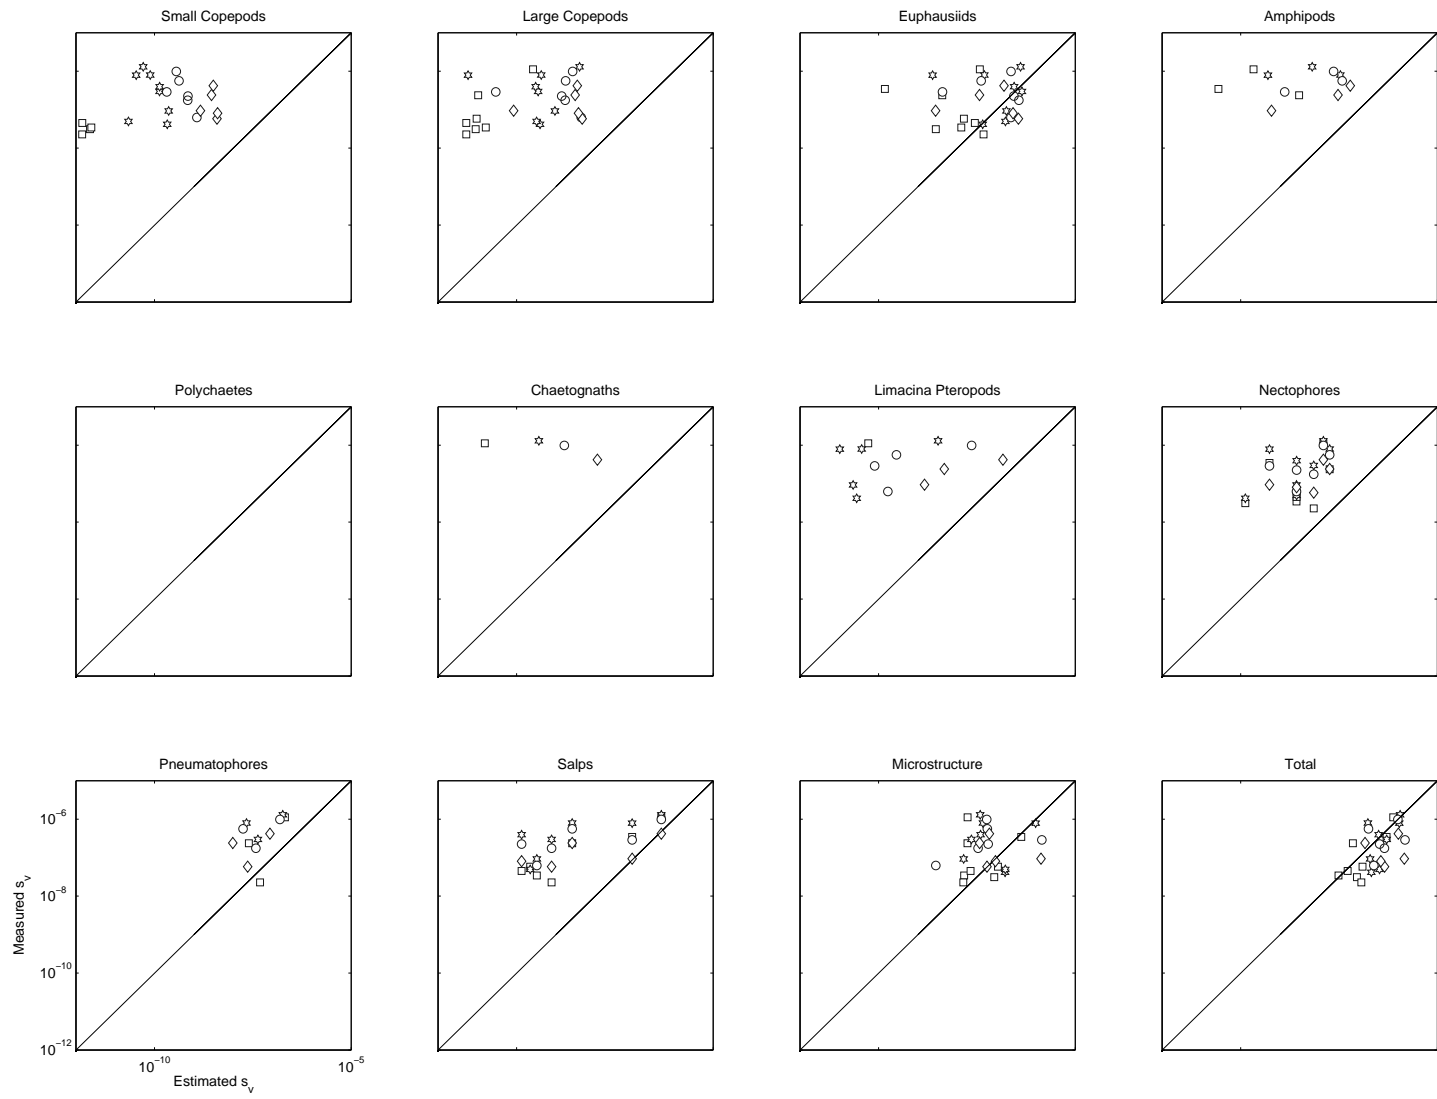 Small Copepods
Large Copepods
Euphausiids
Amphipods
Polychaetes
Chaetognaths
Limacina Pteropods
Nectophores
Pneumatophores
Salps
Microstructure
Total
Measured s_v
10^−6
10^−8
10^−10
10^−12
10^−10
10^−5
Estimated s_v